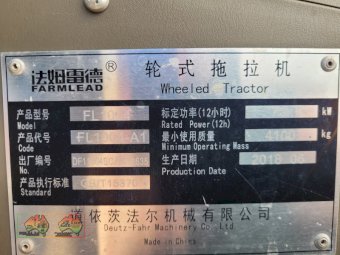 法姆雷德®
FARMLEAD
轮式拖拉机
Wheeled Tractor
产品型号
Model
标定功率(12小时) kW
Rated Power (12h)
产品代号
Code
最小使用质量 kg
Minimum Operating Mass
出厂编号
Serial No.
生产日期
Production Date
产品执行标准
Standard
道依茨法尔机械有限公司
Deutz-Fahr Machinery Co., Ltd
Made in China